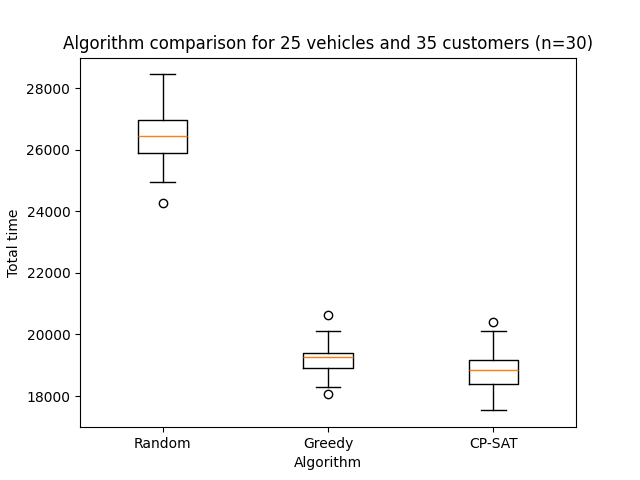 Algorithm comparison for 25 vehicles and 35 customers (n=30)
Total time
28000
26000
24000
22000
20000
18000
Random
Greedy
CP-SAT
Algorithm